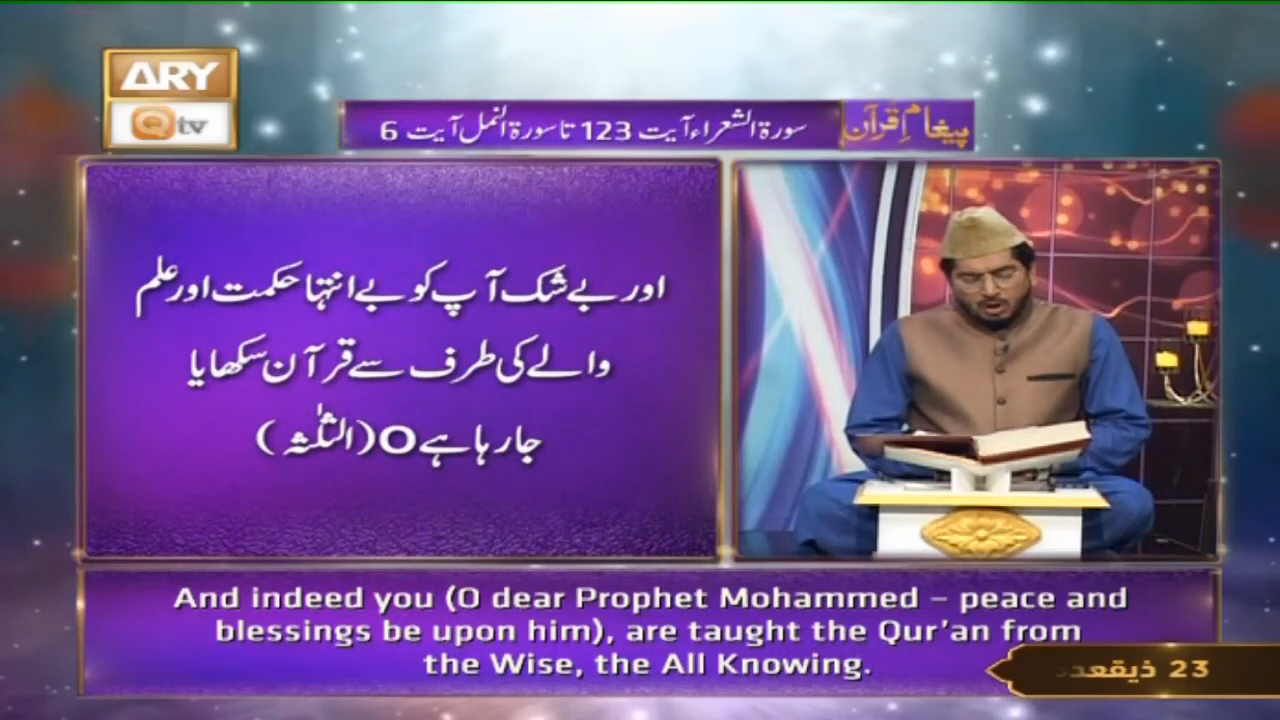 ARY
Qtv
پیغامِ قرآن
سورۃ الشعراء آیت 123 تا سورۃ النمل آیت 6
اور بے شک آپ کو بے انتہا حکمت اور علم
والے کی طرف سے قرآن سکھایا
جا رہا ہے O (الثلٰثہ)
And indeed you (O dear Prophet Mohammed – peace and
blessings be upon him), are taught the Qur'an from
the Wise, the All Knowing.
23 ذیقعد